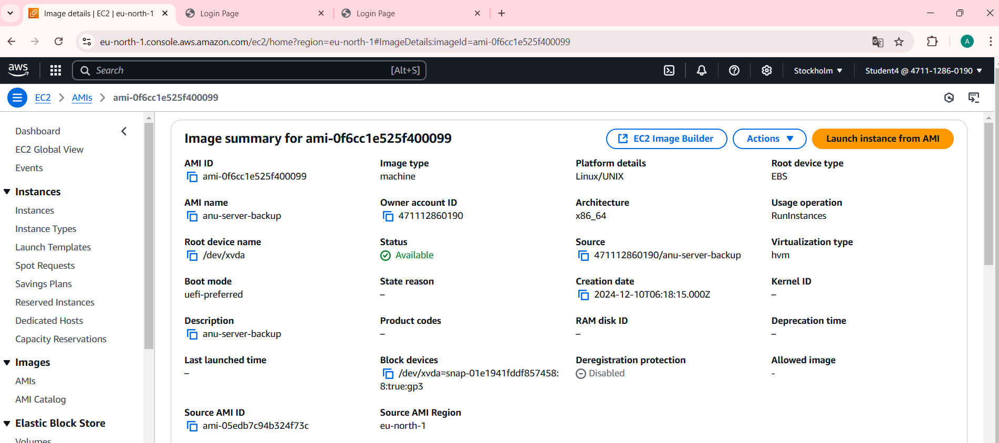 Image details | EC2 | eu-north-1
Login Page
Login Page
eu-north-1.console.aws.amazon.com/ec2/home?region=eu-north-1#ImageDetails:imageId=ami-0f6cc1e525f400099
A
aws
Search
[Alt+S]
Stockholm
Student4 @ 4711-1286-0190
EC2
AMIs
ami-0f6cc1e525f400099
Dashboard
EC2 Global View
Events
Instances
Instances
Instance Types
Launch Templates
Spot Requests
Savings Plans
Reserved Instances
Dedicated Hosts
Capacity Reservations
Images
AMIs
AMI Catalog
Elastic Block Store
Volumes
Image summary for ami-0f6cc1e525f400099
EC2 Image Builder
Actions
Launch instance from AMI
AMI ID
ami-0f6cc1e525f400099
Image type
machine
Platform details
Linux/UNIX
Root device type
EBS
AMI name
anu-server-backup
Owner account ID
471112860190
Architecture
x86_64
Usage operation
RunInstances
Root device name
/dev/xvda
Status
Available
Source
471112860190/anu-server-backup
Virtualization type
hvm
Boot mode
uefi-preferred
State reason
–
Creation date
2024-12-10T06:18:15.000Z
Kernel ID
–
Description
anu-server-backup
Product codes
–
RAM disk ID
–
Deprecation time
–
Last launched time
–
Block devices
/dev/xvda=snap-01e1941fddf857458:
8:true:gp3
Deregistration protection
Disabled
Allowed image
-
Source AMI ID
ami-05edb7c94b324f73c
Source AMI Region
eu-north-1